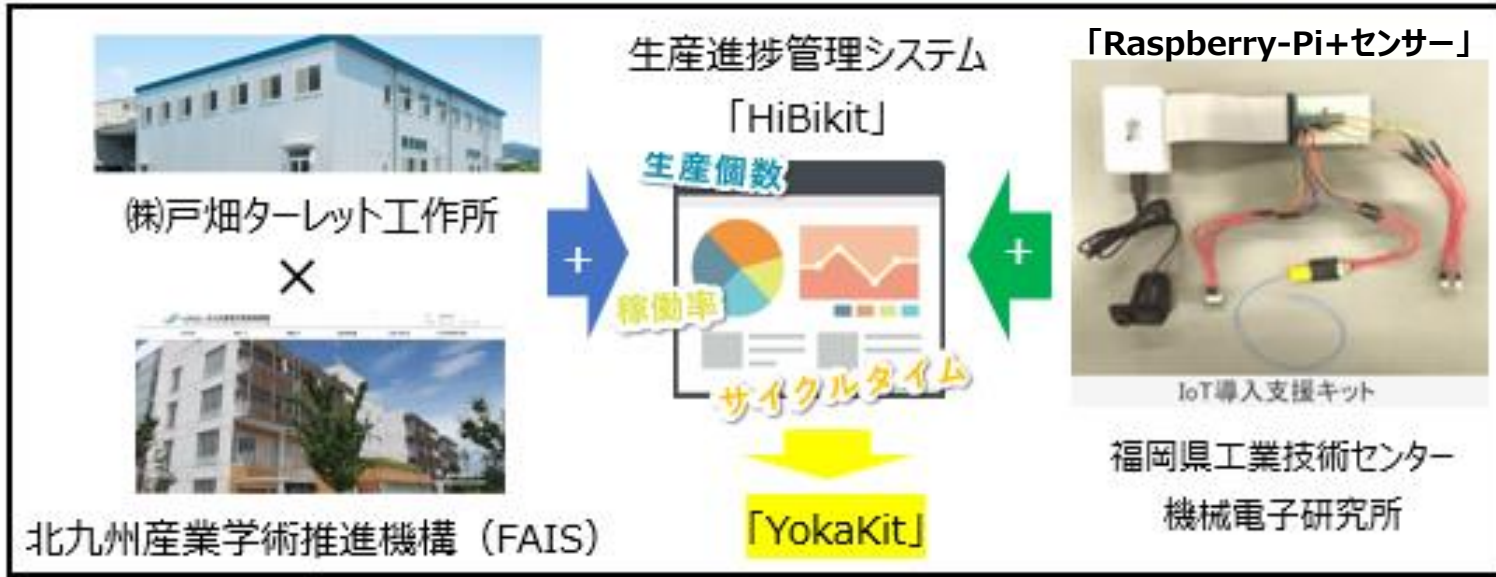 ㈱戸畑ターレット工作所
×
北九州産業学術推進機構（FAIS）
+
生産進捗管理システム
「HiBikit」
生産個数
稼働率
サイクルタイム
「YokaKit」
+
「Raspberry-Pi+センサー」
IoT導入支援キット
福岡県工業技術センター
機械電子研究所